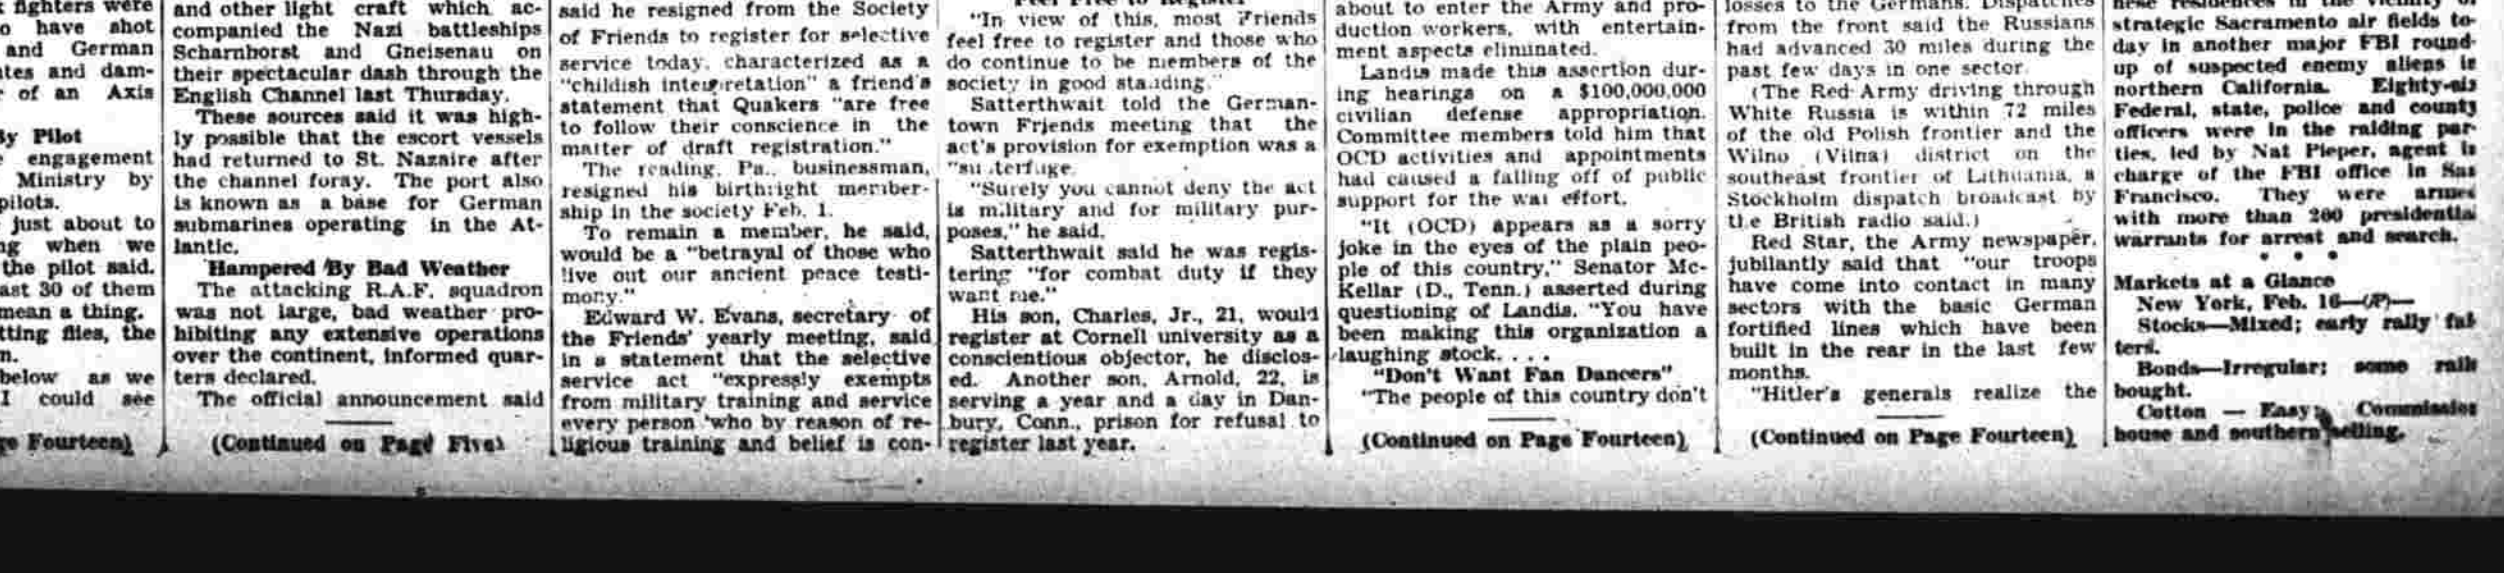 fighters were
have shot
and German
and dam-
of an Axis
By Pilot
engagement
Ministry by
pilots.
just about to
when we
the pilot said.
30 of them
mean a thing.
flies, the
below as we
I could see
Fourteen)
and other light craft which ac-
companied the Nazi battleships
Scharnhorst and Gneisenau on
their spectacular dash through the
English Channel last Thursday.
These sources said it was high-
ly possible that the escort vessels
had returned to St. Nazaire after
the channel foray. The port also
is known as a base for German
submarines operating in the At-
lantic.
Hampered By Bad Weather
The attacking R.A.F. squadron
was not large, bad weather pro-
hibiting any extensive operations
over the continent, informed quar-
ters declared.
The official announcement said
(Continued on Page Five)
said he resigned from the Society
of Friends to register for selective
service today, characterized as a
"childish interpretation" a friend's
statement that Quakers "are free
to follow their conscience in the
matter of draft registration."
The reading, Pa., businessman,
resigned his birthright member-
ship in the society Feb. 1.
To remain a member, he said,
would be a "betrayal of those who
live out our ancient peace testi-
mony."
Edward W. Evans, secretary of
the Friends' yearly meeting, said
in a statement that the selective
service act "expressly exempts
from military training and service
every person 'who by reason of re-
ligious training and belief is con-
Feel Free to Register
"In view of this, most Friends
feel free to register and those who
do continue to be members of the
society in good standing."
Satterthwait told the German-
town Friends meeting that the
act's provision for exemption was a
"subterfuge.
"Surely you cannot deny the act
is military and for military pur-
poses," he said.
Satterthwait said he was regis-
tering "for combat duty if they
want me."
His son, Charles, Jr., 21, would
register at Cornell university as a
conscientious objector, he disclos-
ed. Another son, Arnold, 22, is
serving a year and a day in Dan-
bury, Conn., prison for refusal to
register last year.
about to enter the Army and pro-
duction workers, with entertain-
ment aspects eliminated.
Landis made this assertion dur-
ing hearings on a $100,000,000
civilian defense appropriation.
Committee members told him that
OCD activities and appointments
had caused a falling off of public
support for the war effort.
"It (OCD) appears as a sorry
joke in the eyes of the plain peo-
ple of this country," Senator Mc-
Kellar (D., Tenn.) asserted during
questioning of Landis. "You have
been making this organization a
laughing stock. . . .
"Don't Want Fan Dancers"
"The people of this country don't
(Continued on Page Fourteen)
losses to the Germans. Dispatches
from the front said the Russians
had advanced 30 miles during the
past few days in one sector.
(The Red Army driving through
White Russia is within 72 miles
of the old Polish frontier and the
Wilno (Vilna) district on the
southeast frontier of Lithuania, a
Stockholm dispatch broadcast by
the British radio said.)
Red Star, the Army newspaper,
jubilantly said that "our troops
have come into contact in many
sectors with the basic German
fortified lines which have been
built in the rear in the last few
months.
"Hitler's generals realize the
(Continued on Page Fourteen)
residences in the vicinity of
strategic Sacramento air fields to-
day in another major FBI round-
up of suspected enemy aliens in
northern California. Eighty-six
Federal, state, police and county
officers were in the raiding par-
ties, led by Nat Pieper, agent in
charge of the FBI office in San
Francisco. They were armed
with more than 200 presidential
warrants for arrest and search.
• • •
Markets at a Glance
New York, Feb. 16—(AP)—
Stocks—Mixed; early rally fal-
ters.
Bonds—Irregular; some rails
bought.
Cotton — Easy; Commission
house and southern selling.